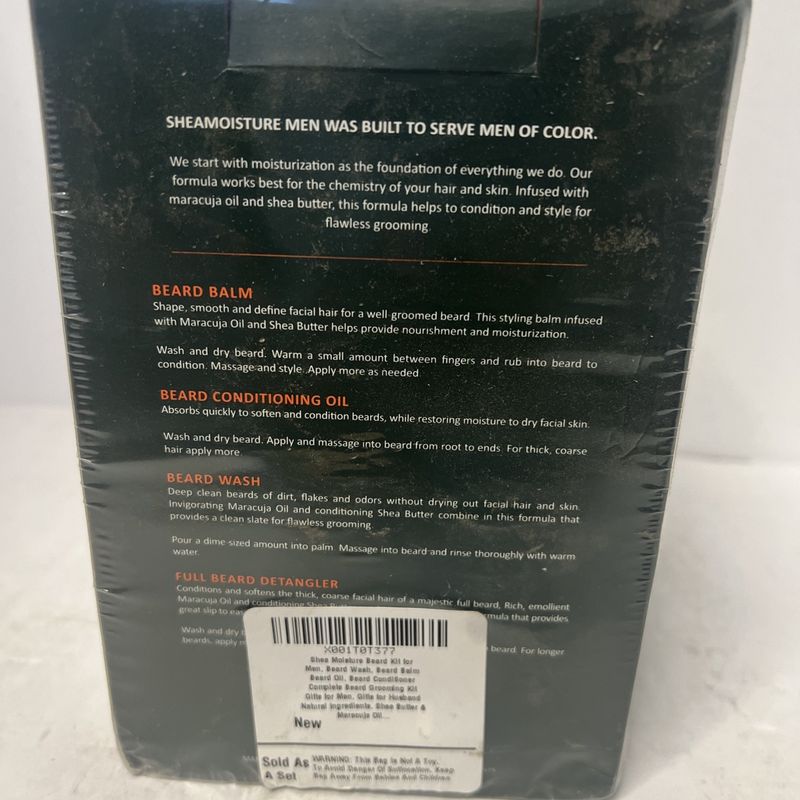 SHEAMOISTURE MEN WAS BUILT TO SERVE MEN OF COLOR.
We start with moisturization as the foundation of everything we do. Our
formula works best for the chemistry of your hair and skin. Infused with
maracuja oil and shea butter, this formula helps to condition and style for
flawless grooming.
BEARD BALM
Shape, smooth and define facial hair for a well-groomed beard. This styling balm infused
with Maracuja Oil and Shea Butter helps provide nourishment and moisturization.
Wash and dry beard. Warm a small amount between fingers and rub into beard to
condition. Massage and style. Apply more as needed.
BEARD CONDITIONING OIL
Absorbs quickly to soften and condition beards, while restoring moisture to dry facial skin.
Wash and dry beard. Apply and massage into beard from root to ends. For thick, coarse
hair apply more.
BEARD WASH
Deep clean beards of dirt, flakes and odors without drying out facial hair and skin.
Invigorating Maracuja Oil and conditioning Shea Butter combine in this formula that
provides a clean slate for flawless grooming.
Pour a dime-sized amount into palm. Massage into beard and rinse thoroughly with warm
water.
FULL BEARD DETANGLER
Conditions and softens the thick, coarse facial hair of a majestic full beard. Rich, emollient
Maracuja Oil and conditioning Shea
great slip to provides
Wash and dry beard. For longer
beards, apply
X001T0T377
Shea Moisture Beard Kit for
Men, Beard Wash, Beard Balm
Beard Oil, Beard Conditioner
Complete Beard Grooming Kit
Gifts for Men, Gifts for Husband
Natural Ingredients, Shea Butter &
Maracuja Oil...
New
Sold As
A Set
WARNING: This Bag Is Not A Toy.
To Avoid Danger Of Suffocation, Keep
Bag Away From Babies And Children